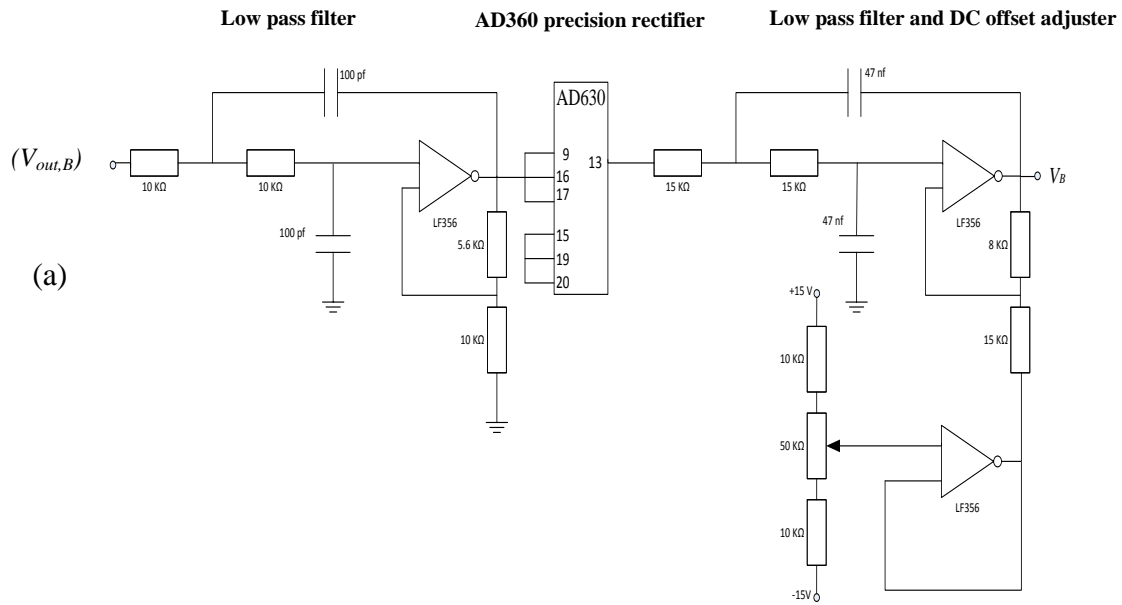 Low pass filter
AD360 precision rectifier
Low pass filter and DC offset adjuster
100 pf
47 nf
AD630
(Vout,B)
10 KΩ
10 KΩ
LF356
100 pf
5.6 KΩ
10 KΩ
9
16
17
15
19
20
13
15 KΩ
15 KΩ
LF356
VB
47 nf
8 KΩ
15 KΩ
(a)
+15 V
10 KΩ
50 KΩ
10 KΩ
-15V
LF356